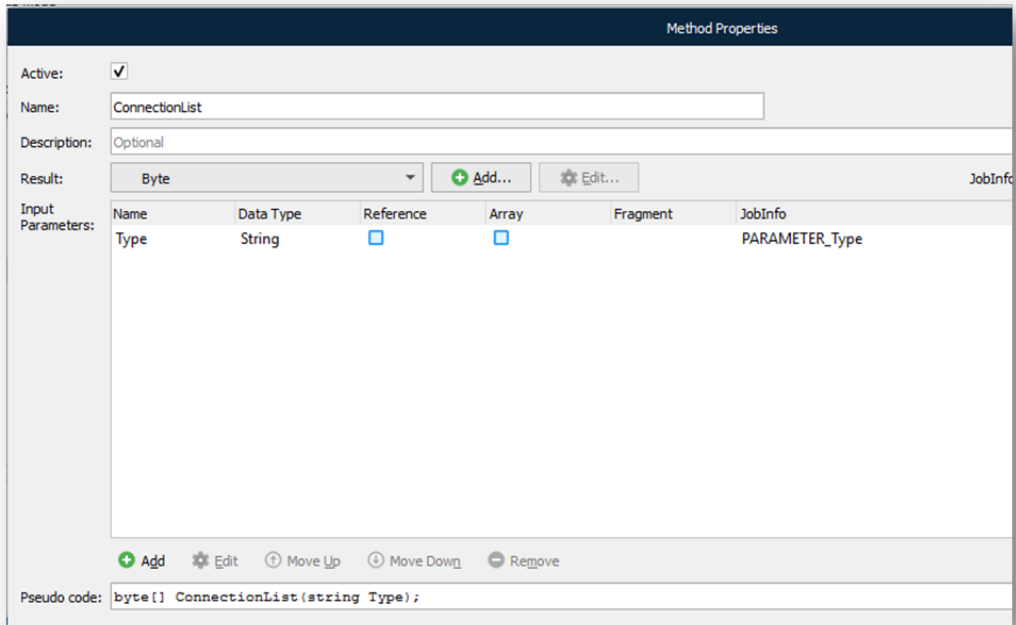 Method Properties
Active:
Name: ConnectionList
Description: Optional
Result: Byte Add... Edit... JobInfo
Input Parameters:
Name Data Type Reference Array Fragment JobInfo
Type String PARAMETER_Type
Add Edit Move Up Move Down Remove
Pseudo code: byte[] ConnectionList(string Type);